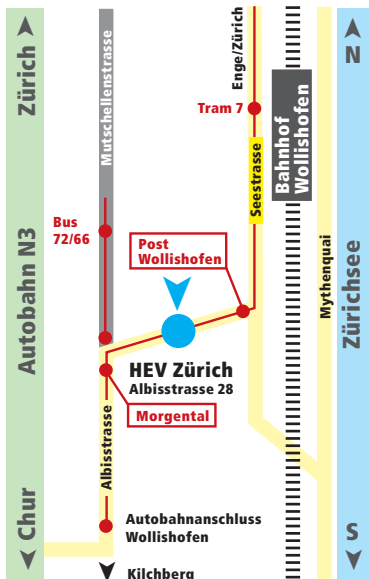 Zürich
Autobahn N3
Chur
Mutschellenstrasse
Enge/Zürich
N
Tram 7
Bahnhof
Wollishofen
Seestrasse
Bus
72/66
Post
Wollishofen
Mythenquai
Zürichsee
HEV Zürich
Albisstrasse 28
Morgental
Albisstrasse
Autobahnanschluss
Wollishofen
S
Kilchberg